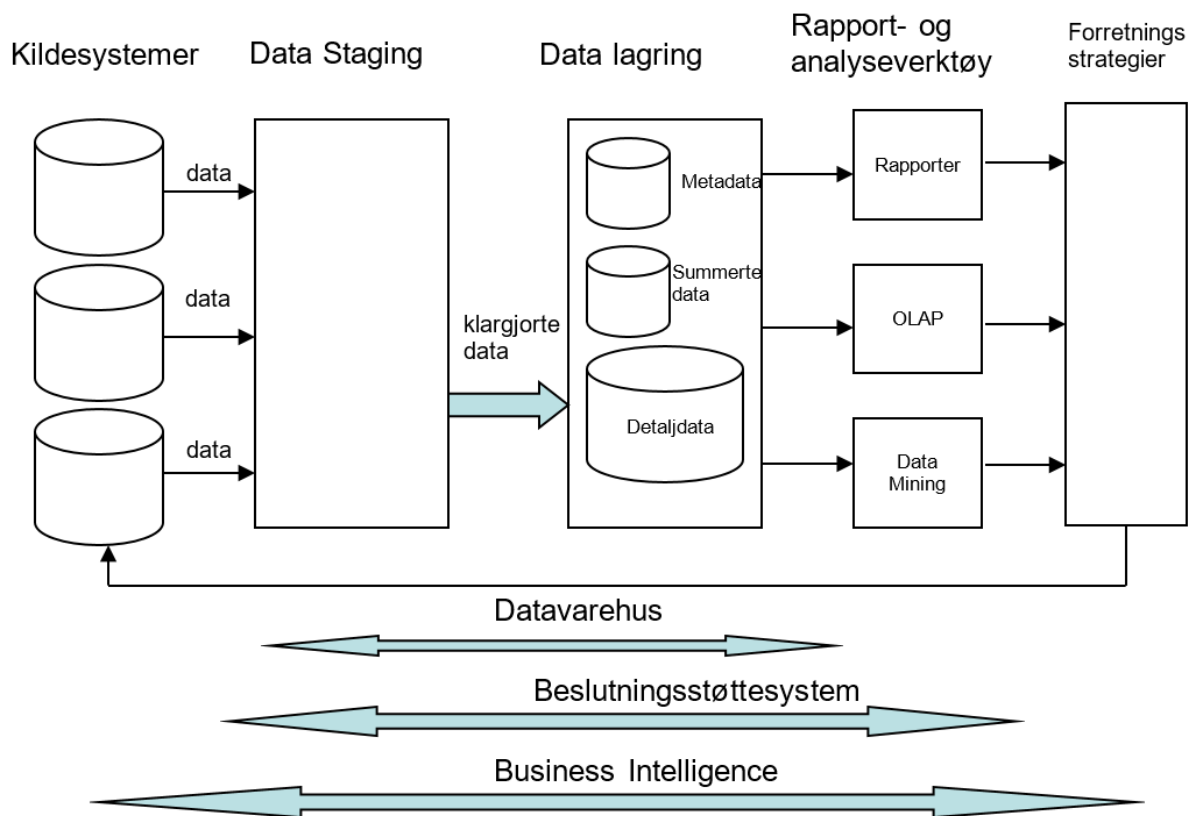 Kildesystemer
Data Staging
Data lagring
Rapport- og
analyseverktøy
Forretnings
strategier
data
data
data
klargjorte
data
Metadata
Summerte
data
Detaljdata
Rapporter
OLAP
Data
Mining
Datavarehus
Beslutningsstøttesystem
Business Intelligence